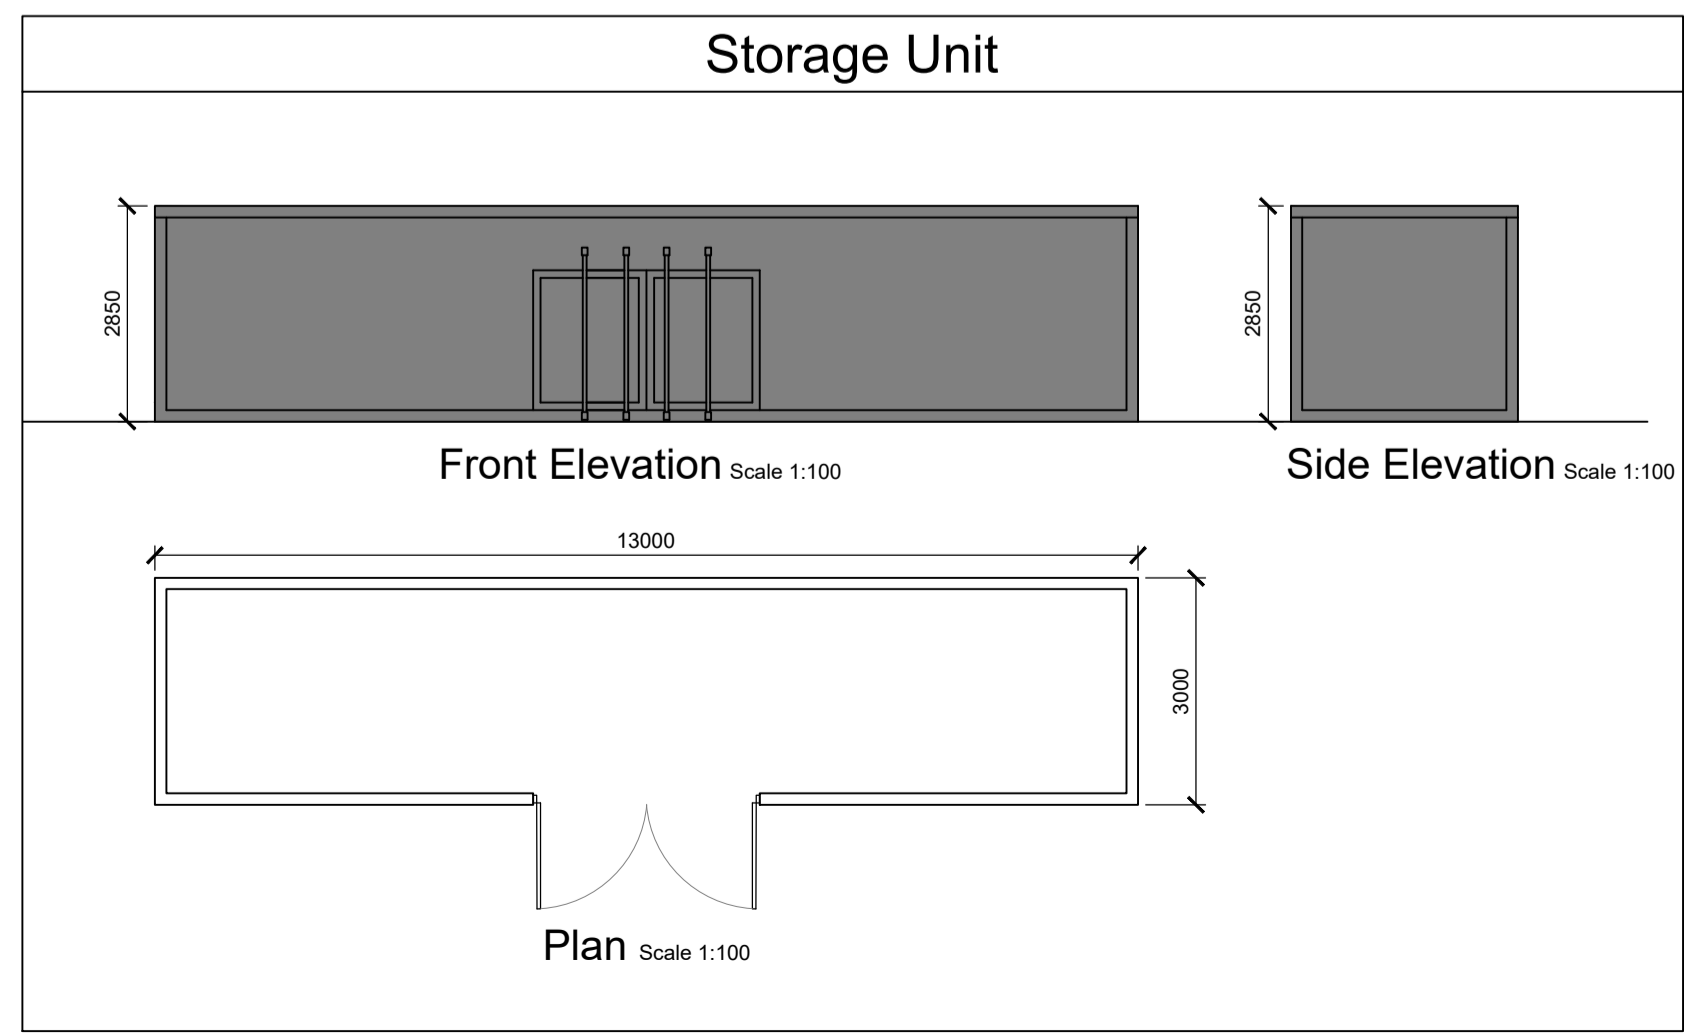 Storage Unit
2850
2850
Front Elevation Scale 1:100
Side Elevation Scale 1:100
13000
3000
Plan Scale 1:100